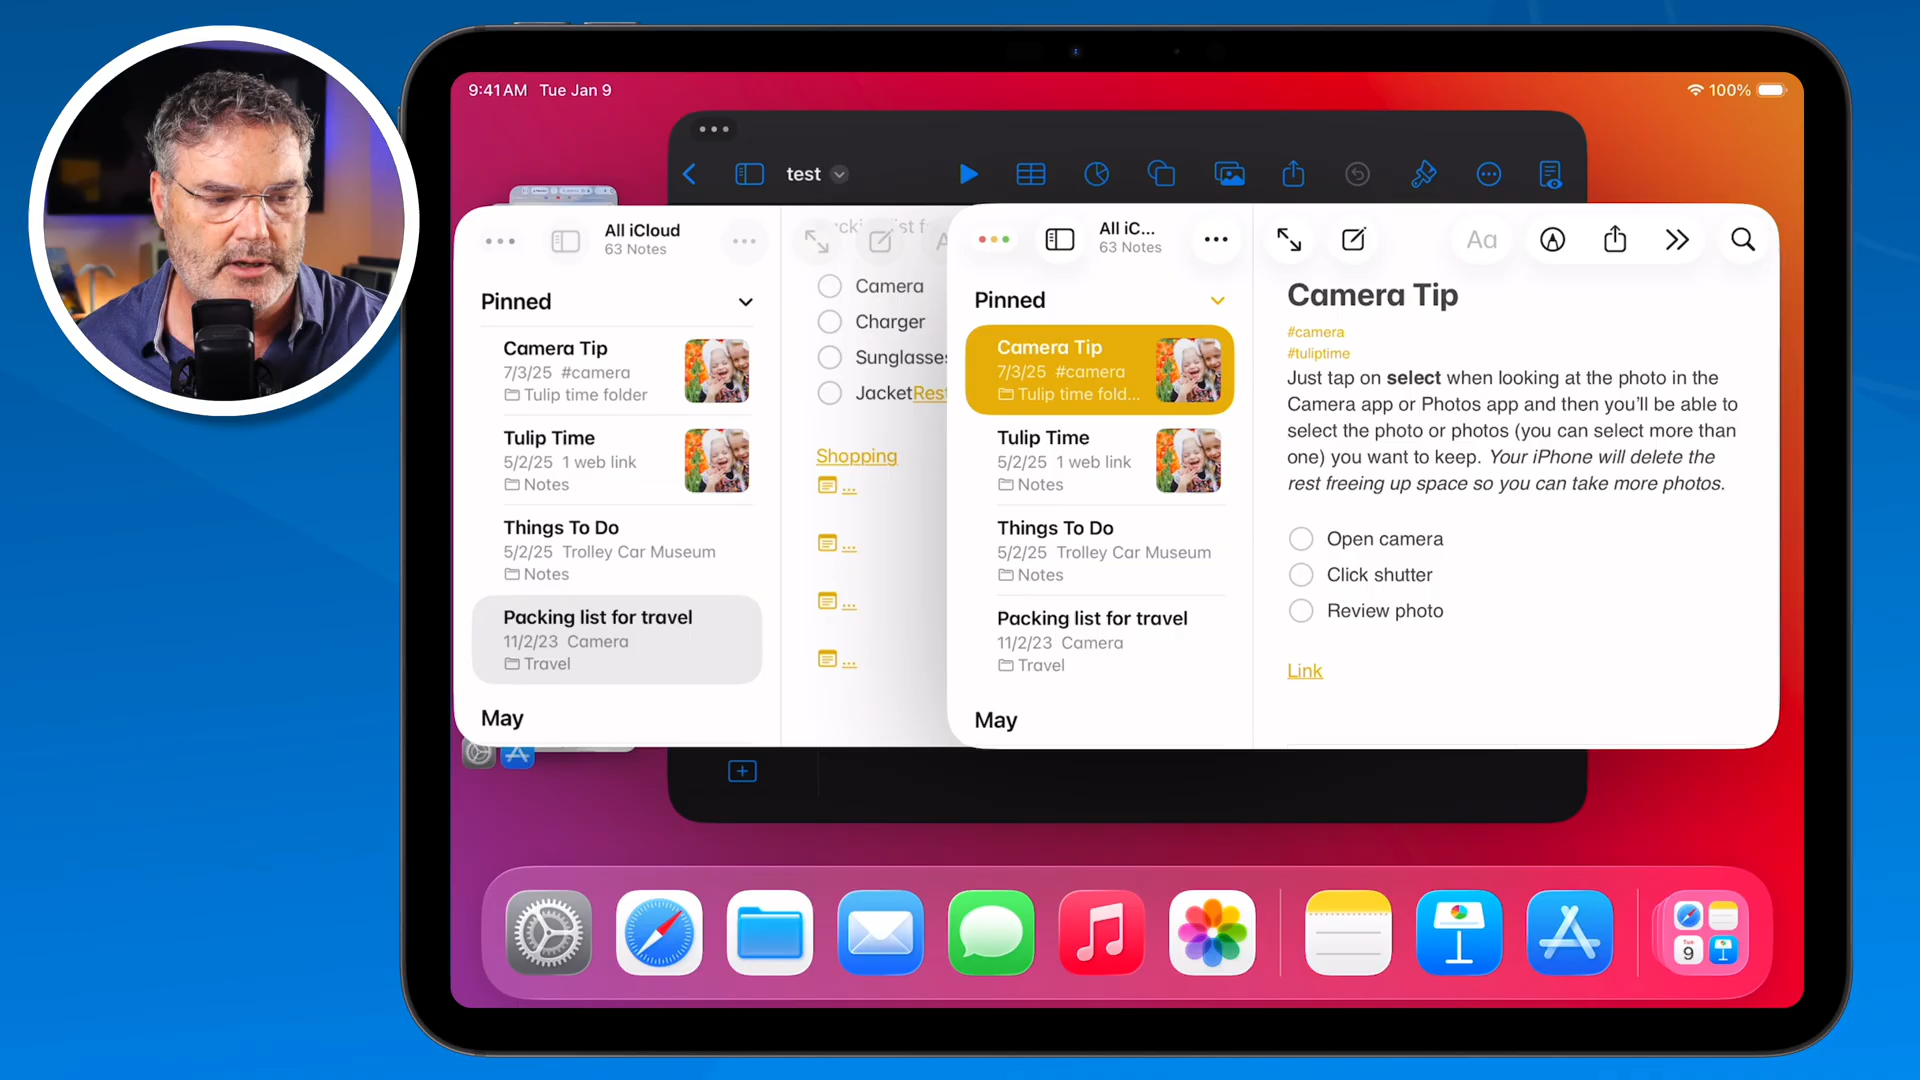 9:41 AM Tue Jan 9
100%
test
All iCloud
63 Notes
Pinned
Camera Tip
7/3/25 #camera
Tulip time folder
Tulip Time
5/2/25 1 web link
Notes
Things To Do
5/2/25 Trolley Car Museum
Notes
Packing list for travel
11/2/23 Camera
Travel
May
Camera
Charger
Sunglasses
JacketRest
Shopping
...
...
...
...
All iC...
63 Notes
Pinned
Camera Tip
7/3/25 #camera
Tulip time fold...
Tulip Time
5/2/25 1 web link
Notes
Things To Do
5/2/25 Trolley Car Museum
Notes
Packing list for travel
11/2/23 Camera
Travel
May
Aa
Camera Tip
#camera
#tuliptime
Just tap on select when looking at the photo in the
Camera app or Photos app and then you'll be able to
select the photo or photos (you can select more than
one) you want to keep. Your iPhone will delete the
rest freeing up space so you can take more photos.
Open camera
Click shutter
Review photo
Link
Tue
9